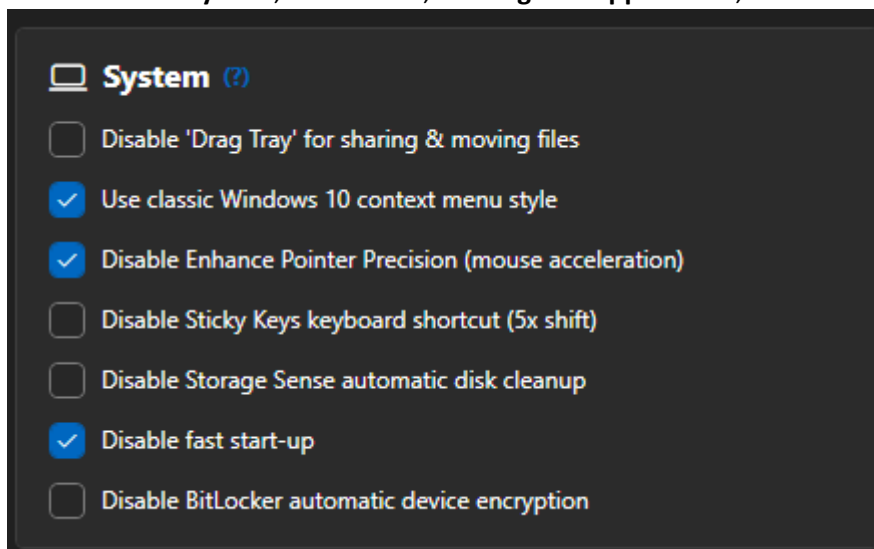 System (?)
Disable 'Drag Tray' for sharing & moving files
Use classic Windows 10 context menu style
Disable Enhance Pointer Precision (mouse acceleration)
Disable Sticky Keys keyboard shortcut (5x shift)
Disable Storage Sense automatic disk cleanup
Disable fast start-up
Disable BitLocker automatic device encryption